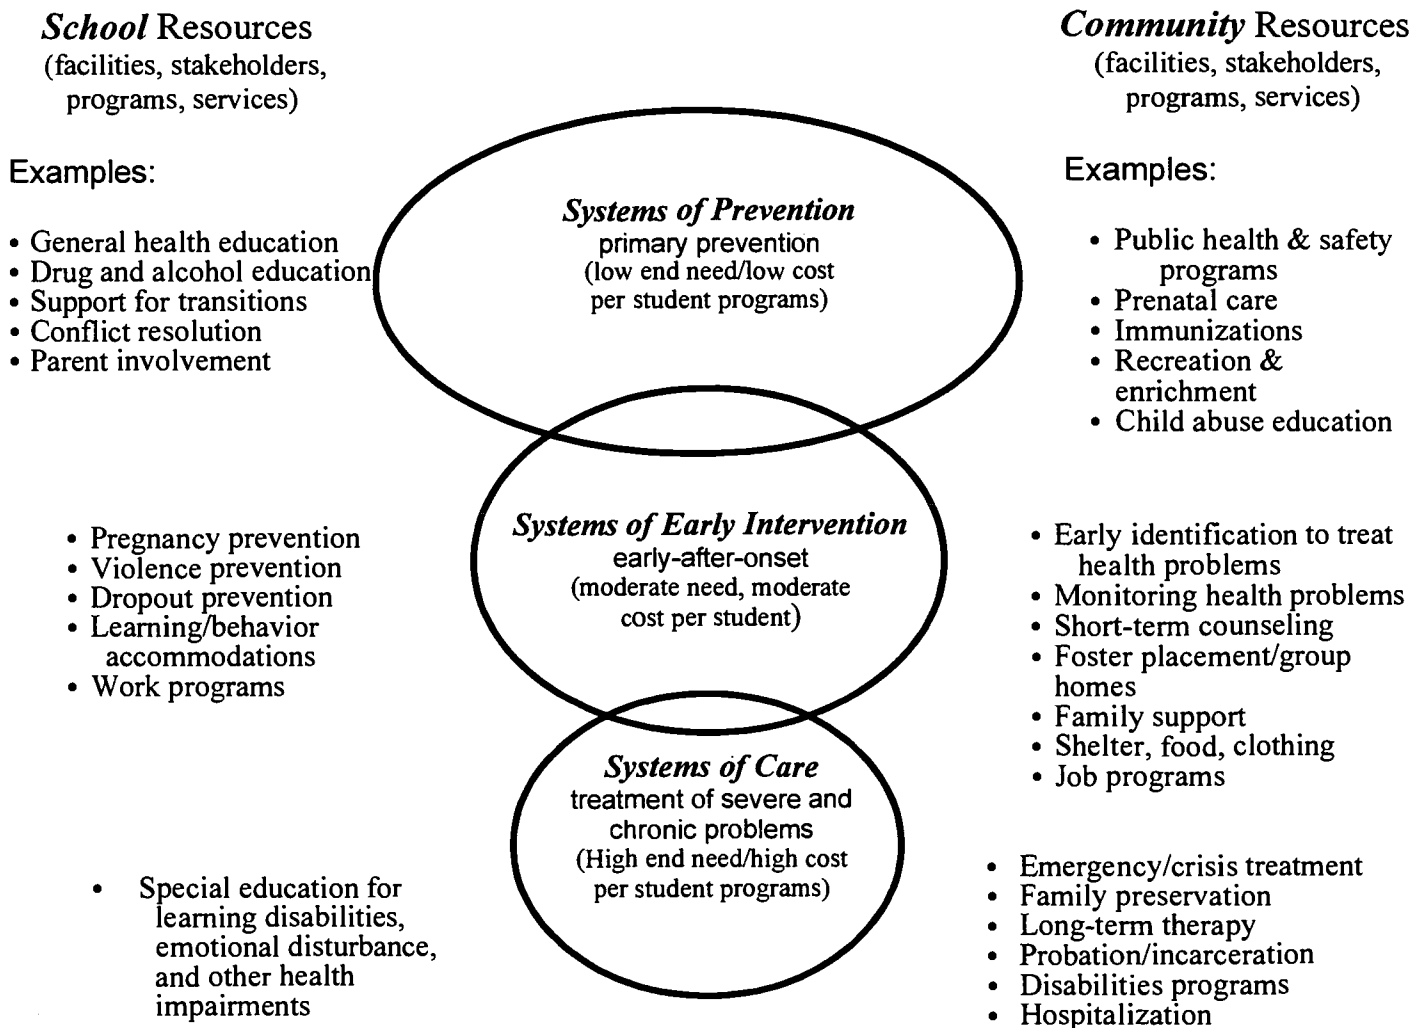 School Resources
(facilities, stakeholders,
programs, services)
Examples:
• General health education
• Drug and alcohol education
• Support for transitions
• Conflict resolution
• Parent involvement
• Pregnancy prevention
• Violence prevention
• Dropout prevention
• Learning/behavior
accommodations
• Work programs
• Special education for
learning disabilities,
emotional disturbance,
and other health
impairments
Systems of Prevention
primary prevention
(low end need/low cost
per student programs)
Systems of Early Intervention
early-after-onset
(moderate need, moderate
cost per student)
Systems of Care
treatment of severe and
chronic problems
(High end need/high cost
per student programs)
Community Resources
(facilities, stakeholders,
programs, services)
Examples:
• Public health & safety
programs
• Prenatal care
• Immunizations
• Recreation &
enrichment
• Child abuse education
• Early identification to treat
health problems
• Monitoring health problems
• Short-term counseling
• Foster placement/group
homes
• Family support
• Shelter, food, clothing
• Job programs
• Emergency/crisis treatment
• Family preservation
• Long-term therapy
• Probation/incarceration
• Disabilities programs
• Hospitalization